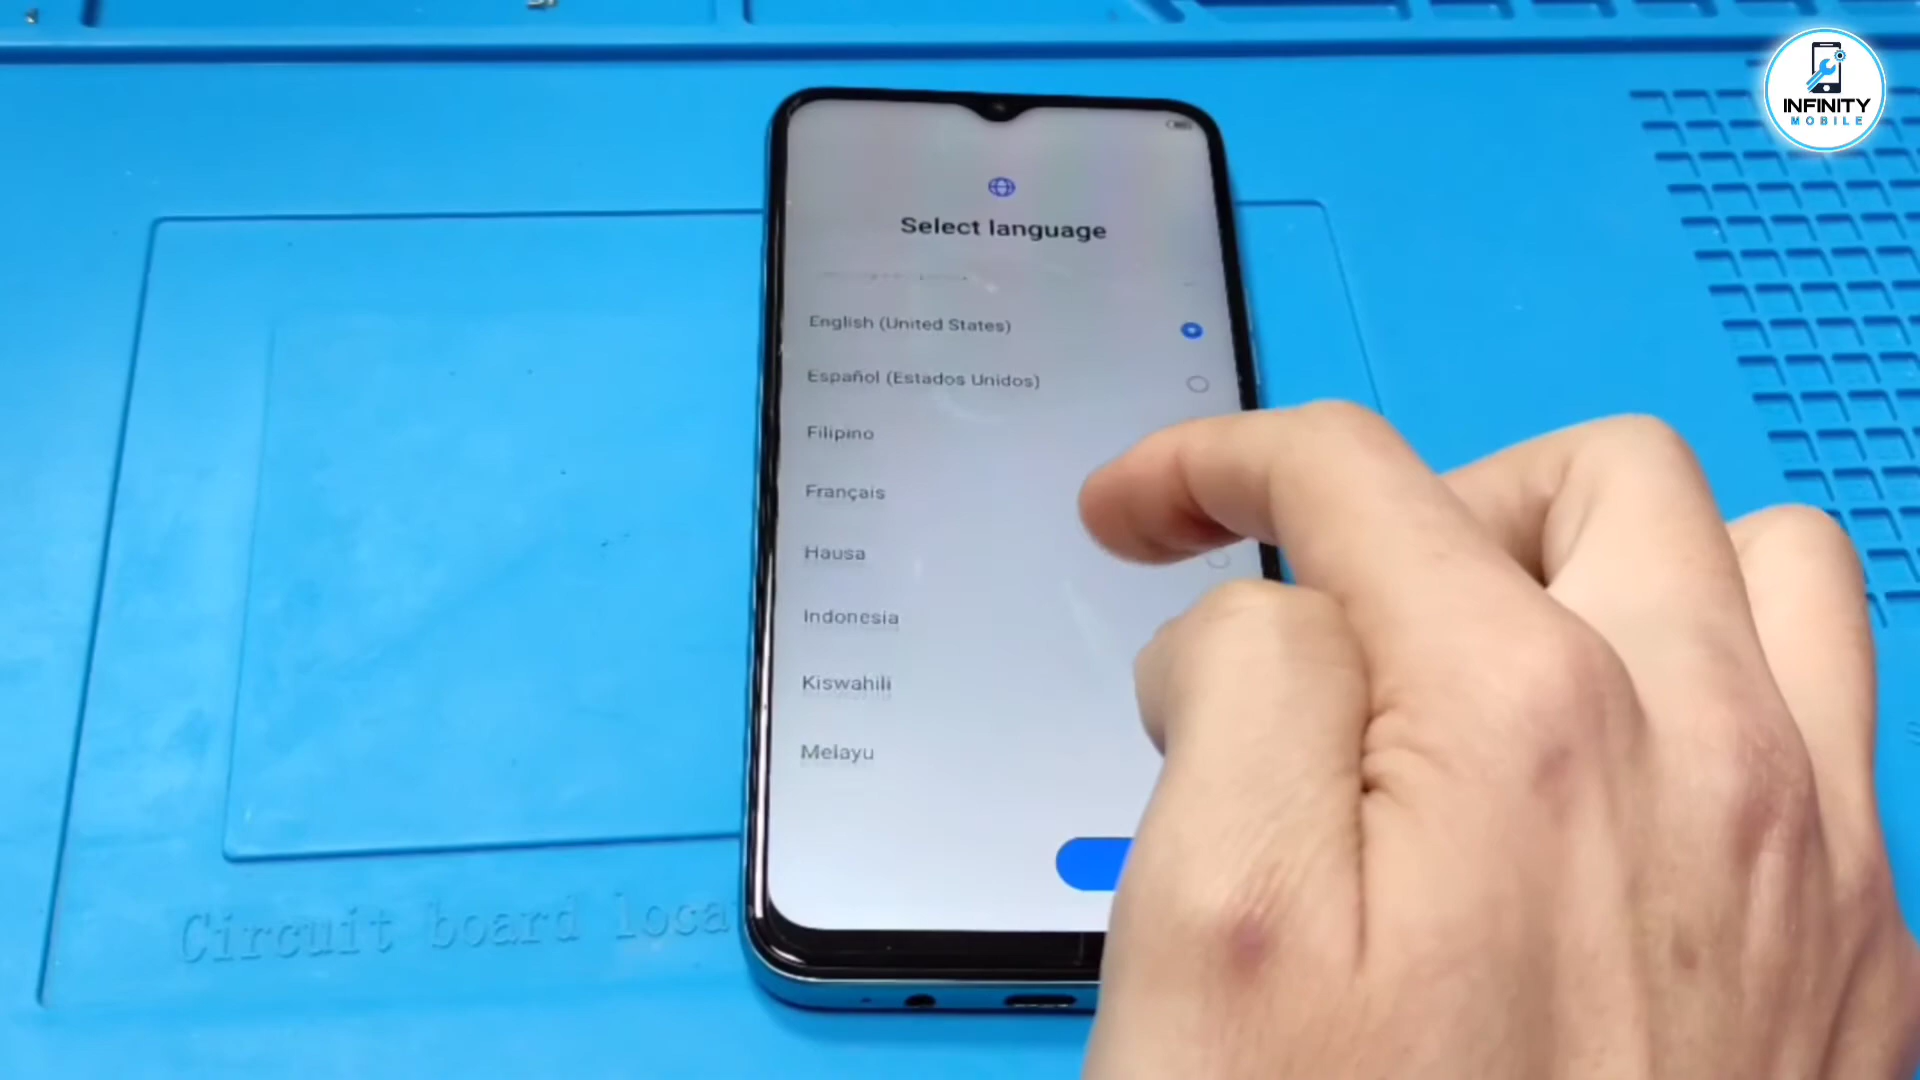 INFINITY
MOBILE
Select language
English (United States)
Español (Estados Unidos)
Filipino
Français
Hausa
Indonesia
Kiswahili
Melayu
Circuit board loca